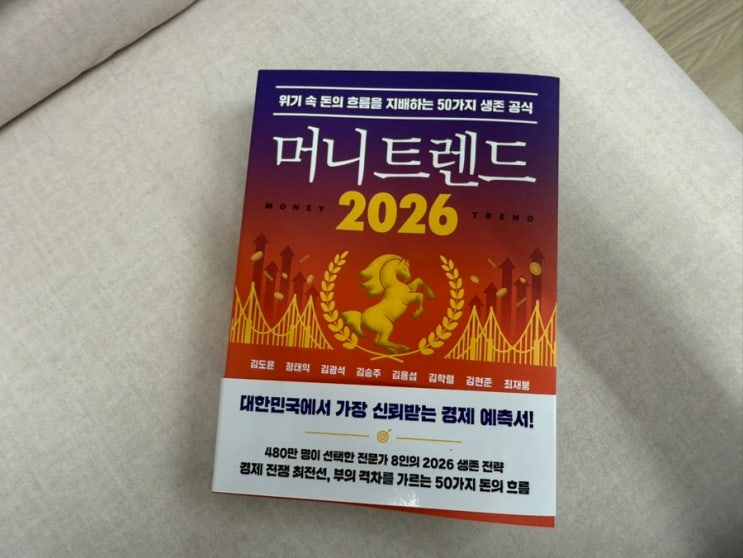 위기 속 돈의 흐름을 지배하는 50가지 생존 공식
머니트렌드
MONEY 2026 TREND
김도윤 정태익 김광석 김승주 김용섭 김학렬 김현준 최재붕
대한민국에서 가장 신뢰받는 경제 예측서!
480만 명이 선택한 전문가 8인의 2026 생존 전략
경제 전쟁 최전선, 부의 격차를 가르는 50가지 돈의 흐름